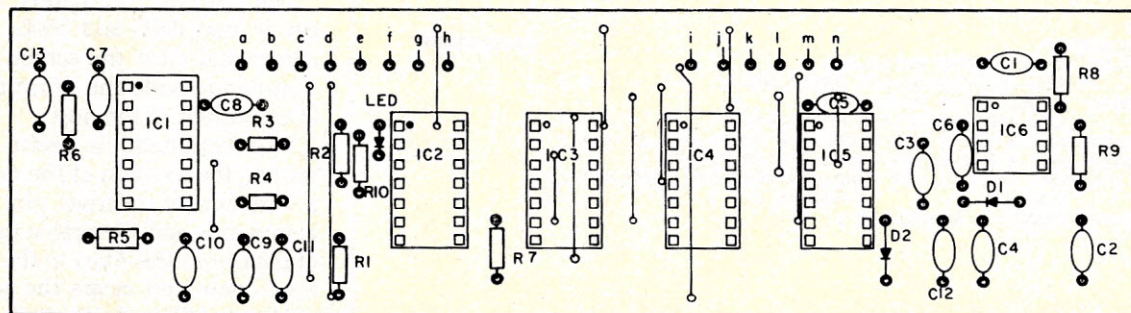 a b c d e f g h i j k l m n
C13 C7 C1 R8
LED
C8 C5
IC1 R3 IC2 IC3 IC4 IC5 C3 C6 IC6
R6 R2 R9
R4 R10 D1
R5 C10 C9 C11 R1 R7 D2 C12 C4 C2